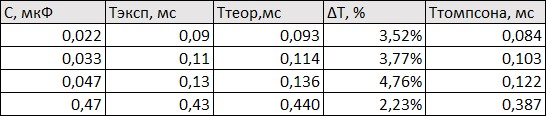 С, мкФ Тэксп, мс Ттеор,мс ΔТ, % Ттомпсона, мс
0,022 0,09 0,093 3,52% 0,084
0,033 0,11 0,114 3,77% 0,103
0,047 0,13 0,136 4,76% 0,122
0,47 0,43 0,440 2,23% 0,387